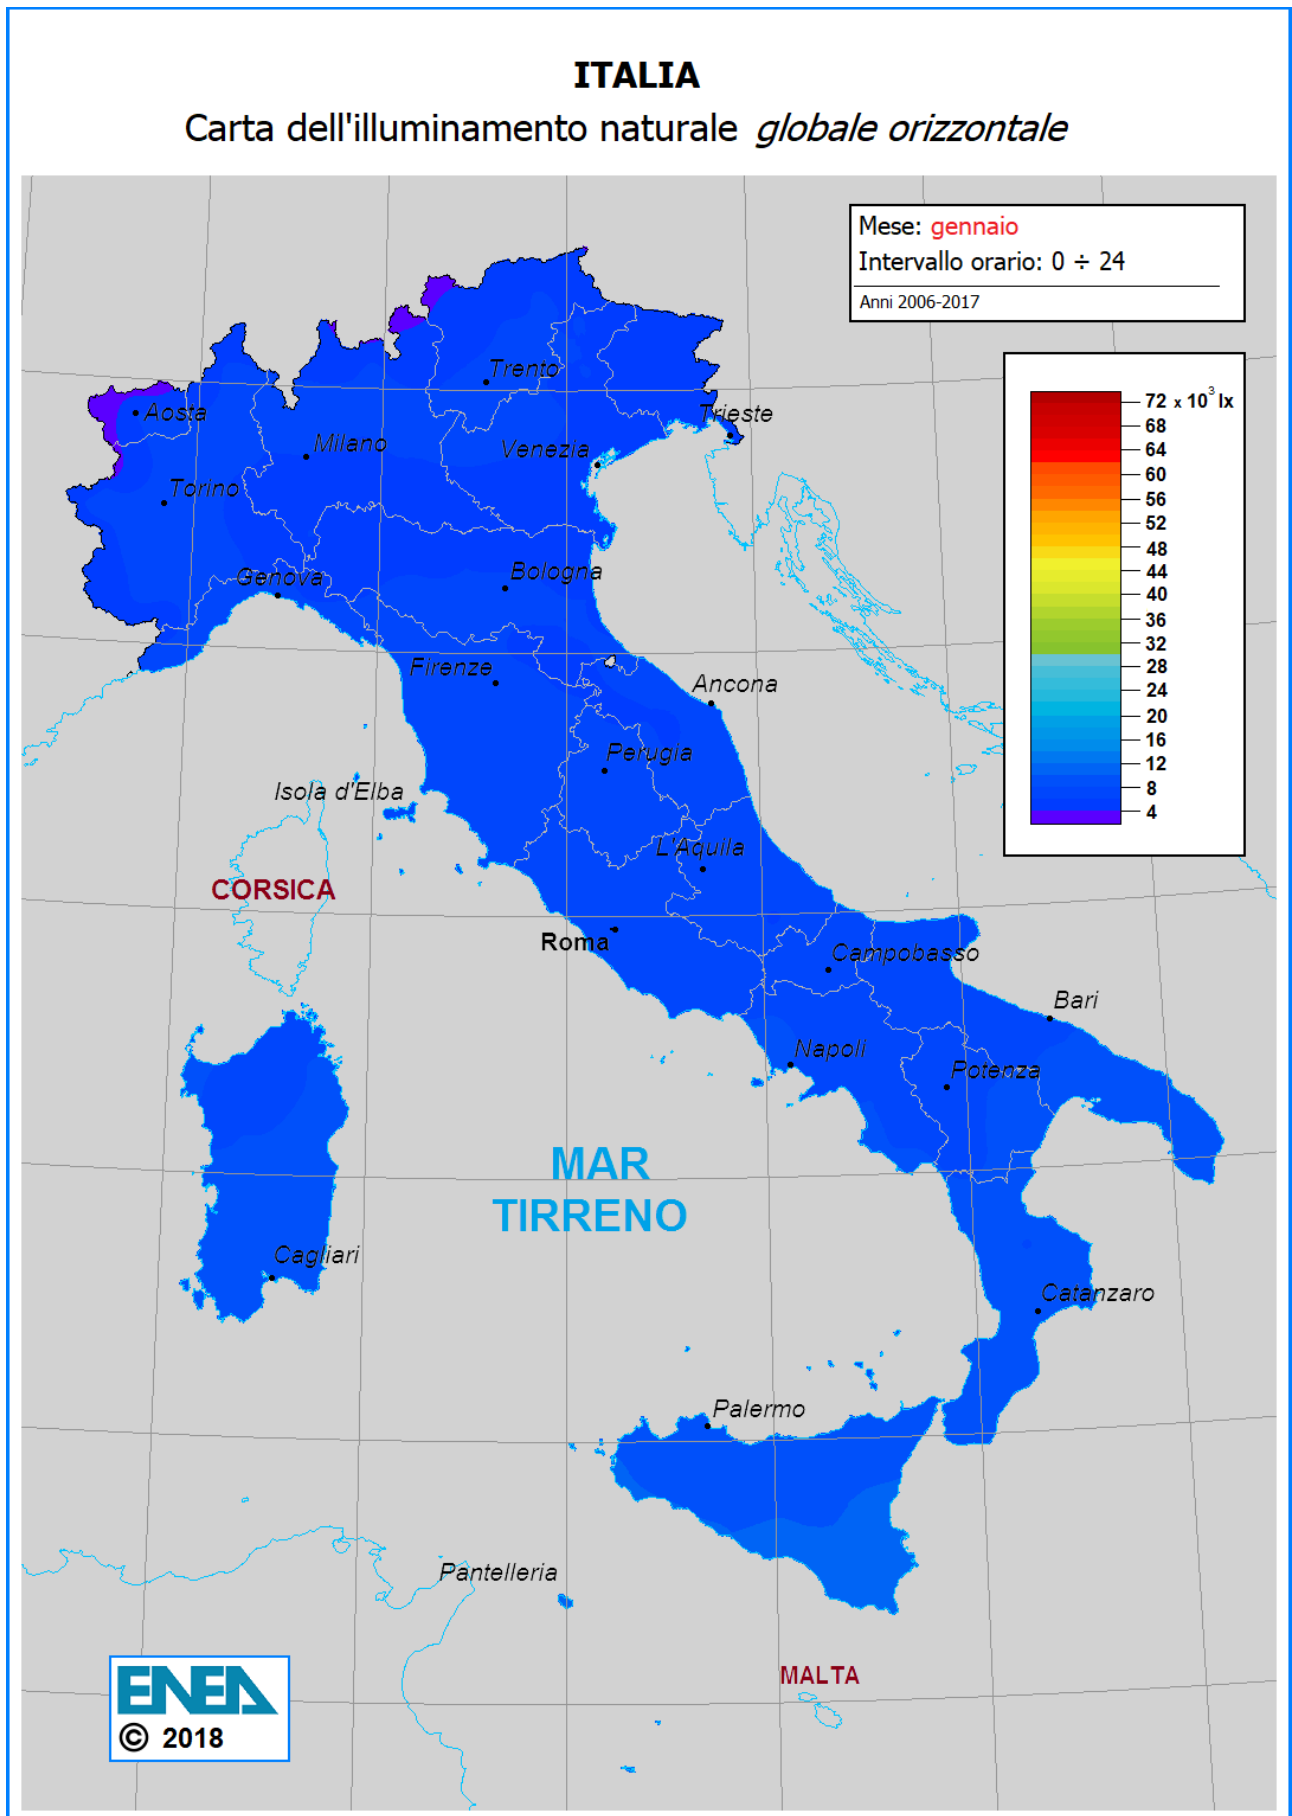 ITALIA
Carta dell'illuminamento naturale globale orizzontale
Mese: gennaio
Intervallo orario: 0 ÷ 24
Anni 2006-2017
72 x 10³ lx
68
64
60
56
52
48
44
40
36
32
28
24
20
16
12
8
4
Trento
Aosta
Trieste
Milano
Venezia
Torino
Genova
Bologna
Firenze
Ancona
Perugia
Isola d'Elba
L'Aquila
CORSICA
Roma
Campobasso
Bari
Napoli
Potenza
MAR
TIRRENO
Cagliari
Catanzaro
Palermo
Pantelleria
MALTA
ENEA
© 2018